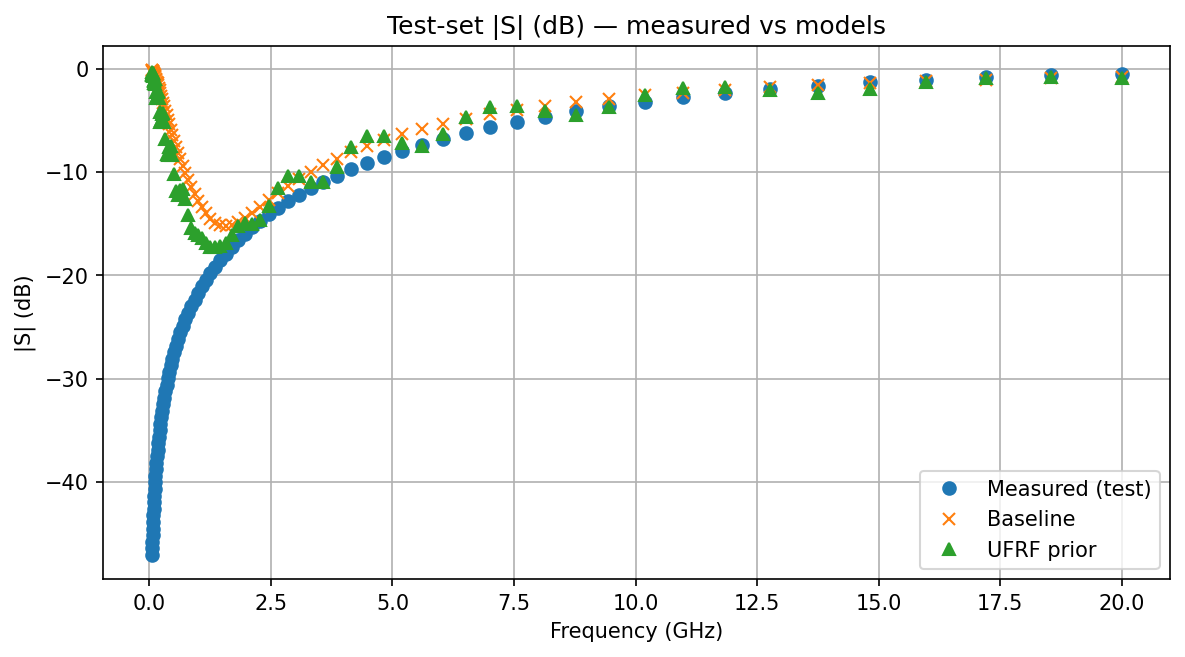 Test-set |S| (dB) — measured vs models
|S| (dB)
0
−10
−20
−30
−40
Measured (test)
Baseline
UFRF prior
0.0 2.5 5.0 7.5 10.0 12.5 15.0 17.5 20.0
Frequency (GHz)